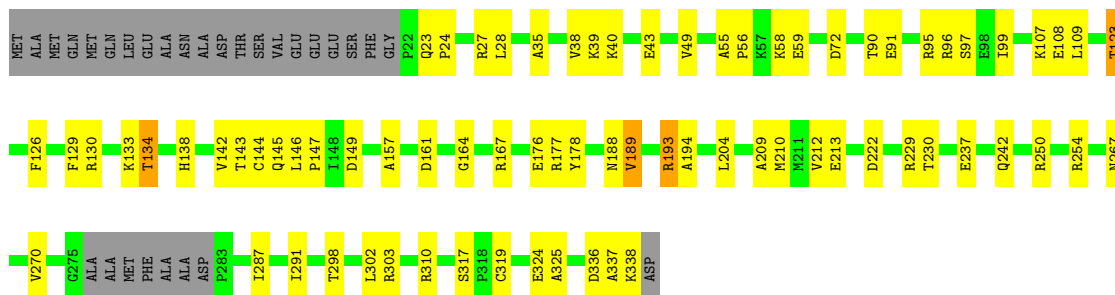 MET ALA MET GLN MET GLN LEU GLU ALA ASN ALA ASP THR SER VAL GLU GLU SER PHE GLY P22 Q23 P24 R27 L28 A35 V38 K39 K40 E43 V49 A55 P56 K57 K58 E59 D72 T90 E91 R95 R96 S97 E98 I99 K107 E108 L109 T123
F126 F129 R130 K133 T134 H138 V142 T143 C144 Q145 L146 P147 I148 D149 A157 D161 G164 R167 E176 R177 Y178 N188 V189 R193 A194 L204 A209 M210 M211 V212 E213 D222 R229 T230 E237 Q242 R250 R254 N267
V270 G275 ALA ALA MET PHE ALA ALA ASP P283 I287 I291 T298 L302 R303 R310 S317 P318 C319 E324 A325 D336 A337 K338 ASP